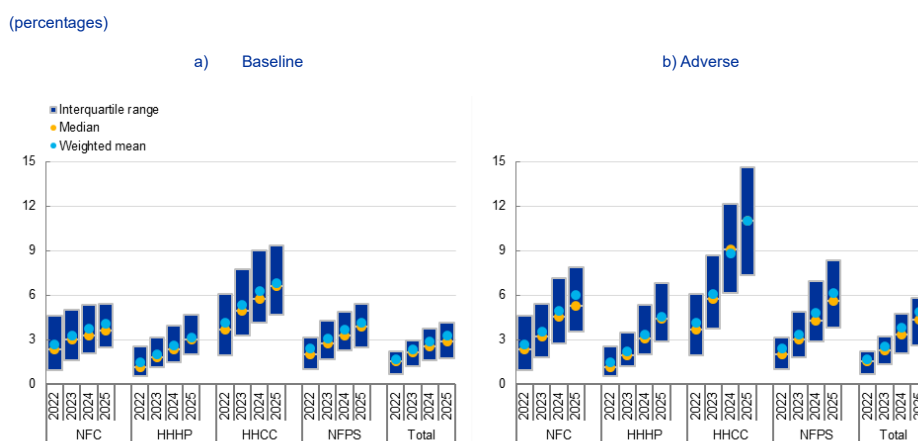 (percentages)
a) Baseline
b) Adverse
Interquartile range
Median
Weighted mean
15
12
9
6
3
0
2022 2023 2024 2025 2022 2023 2024 2025 2022 2023 2024 2025 2022 2023 2024 2025 2022 2023 2024 2025
NFC HHHP HHCC NFPS Total
15
12
9
6
3
0
2022 2023 2024 2025 2022 2023 2024 2025 2022 2023 2024 2025 2022 2023 2024 2025 2022 2023 2024 2025
NFC HHHP HHCC NFPS Total